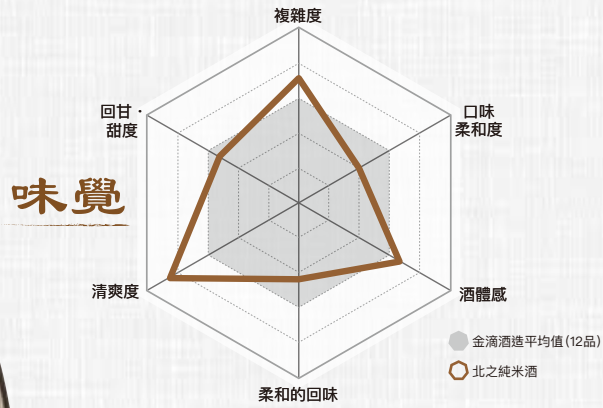 複雜度
回甘・
甜度
口味
柔和度
味覺
清爽度
酒體感
金滴酒造平均值(12品)
北之純米酒
柔和的回味